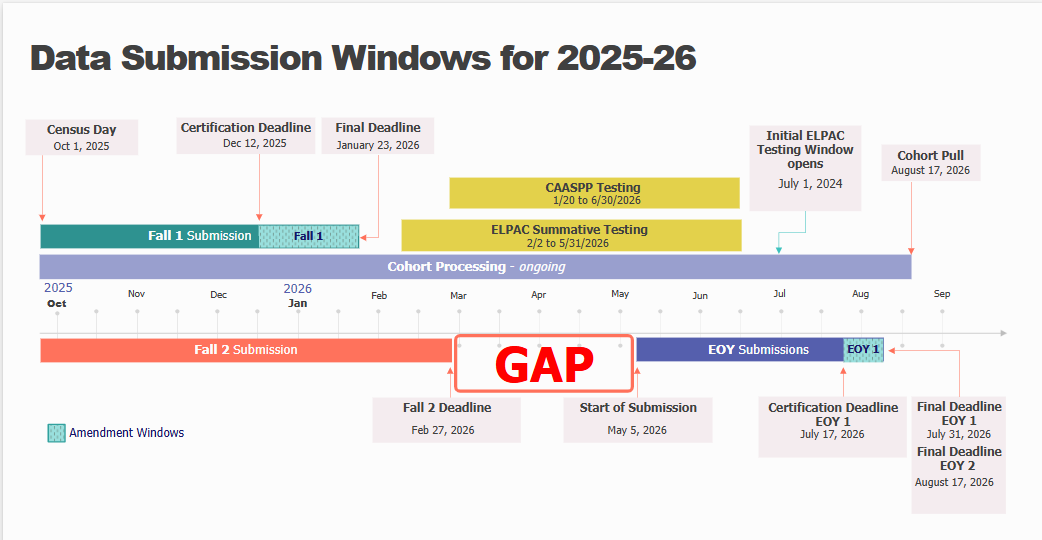 Data Submission Windows for 2025-26
Census Day
Oct 1, 2025
Certification Deadline
Dec 12, 2025
Final Deadline
January 23, 2026
Initial ELPAC
Testing Window
opens
July 1, 2024
Cohort Pull
August 17, 2026
CAASPP Testing
1/20 to 6/30/2026
ELPAC Summative Testing
2/2 to 5/31/2026
Fall 1 Submission
Fall 1
Cohort Processing - ongoing
2025
Oct
Nov
Dec
2026
Jan
Feb
Mar
Apr
May
Jun
Jul
Aug
Sep
Fall 2 Submission
GAP
EOY Submissions
EOY 1
Fall 2 Deadline
Feb 27, 2026
Start of Submission
May 5, 2026
Certification Deadline
EOY 1
July 17, 2026
Final Deadline
EOY 1
July 31, 2026
Final Deadline
EOY 2
August 17, 2026
Amendment Windows